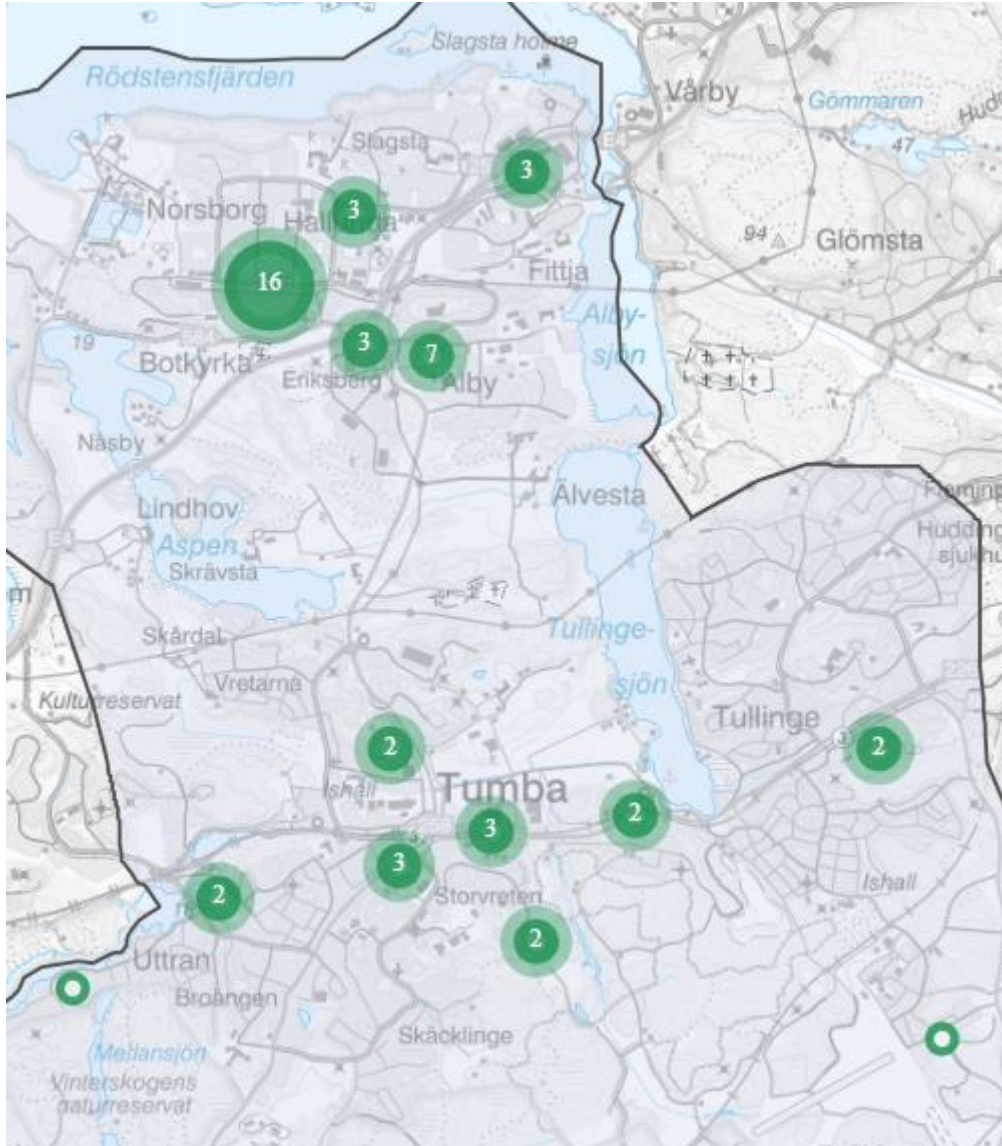 Slagsta holme
Rödstensfjärden
Vårby
Gömmaren
47
Slagsta
3
Norsborg
3
94
Glömsta
16
Fittja
Alby-
sjön
19
3
7
Botkyrka
Eriksberg
Alby
Näsby
Lindhov
Älvesta
Aspen
Skrävsta
Tullinge-
sjön
Skårdal
Vretarna
Kulturreservat
Tullinge
2
2
Ishall
Tumba
2
3
3
Ishall
Storvreten
2
2
Uttran
Broängen
Skäcklinge
Mellansjön
Vinterskogens
naturreservat